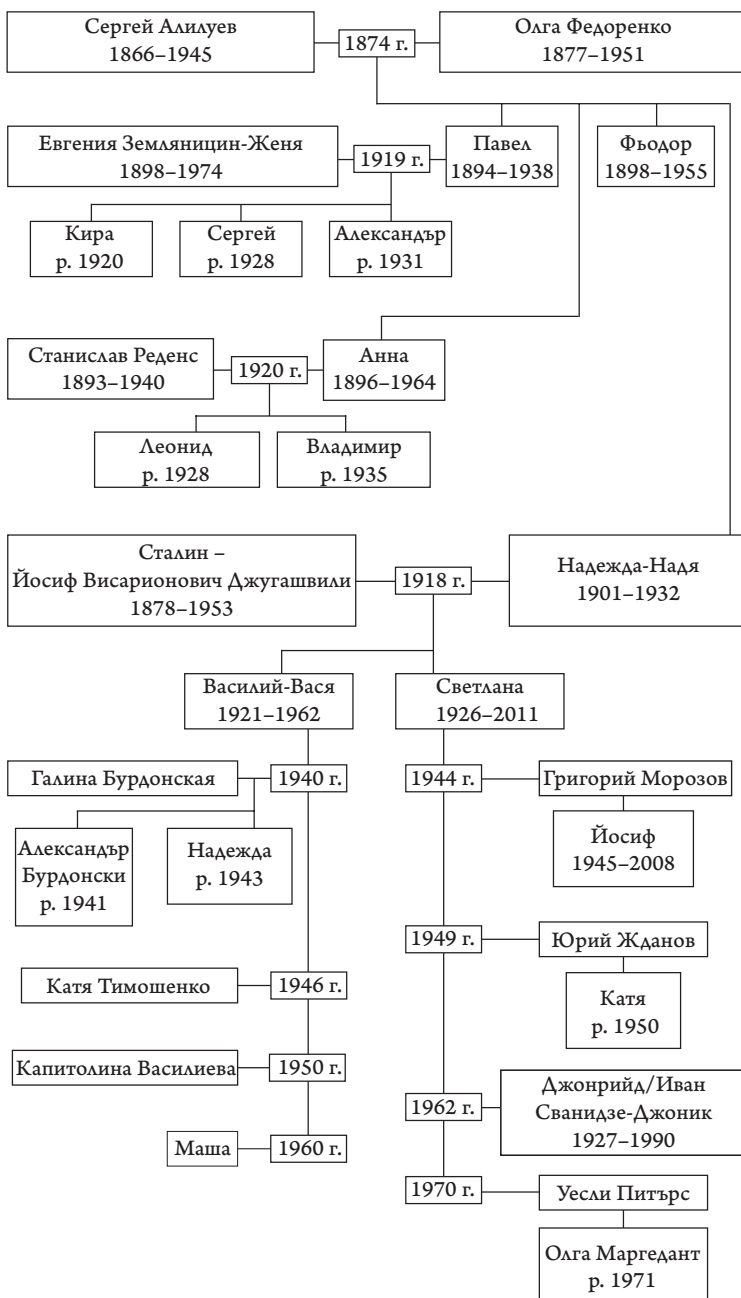 Сергей Алилуев
1866–1945
1874 г.
Олга Федоренко
1877–1951
Евгения Земляницин-Женя
1898–1974
1919 г.
Павел
1894–1938
Фьодор
1898–1955
Кира
р. 1920
Сергей
р. 1928
Александър
р. 1931
Станислав Реденс
1893–1940
1920 г.
Анна
1896–1964
Леонид
р. 1928
Владимир
р. 1935
Сталин –
Йосиф Висарионович Джугашвили
1878–1953
1918 г.
Надежда-Надя
1901–1932
Василий-Вася
1921–1962
Светлана
1926–2011
Галина Бурдонская
1940 г.
1944 г.
Григорий Морозов
Александър
Бурдонски
р. 1941
Надежда
р. 1943
Йосиф
1945–2008
1949 г.
Юрий Жданов
Катя Тимошенко
1946 г.
Катя
р. 1950
Капитолина Василиева
1950 г.
1962 г.
Джонрийд/Иван
Сванидзе-Джоник
1927–1990
Маша
1960 г.
1970 г.
Уесли Питърс
Олга Маргедант
р. 1971